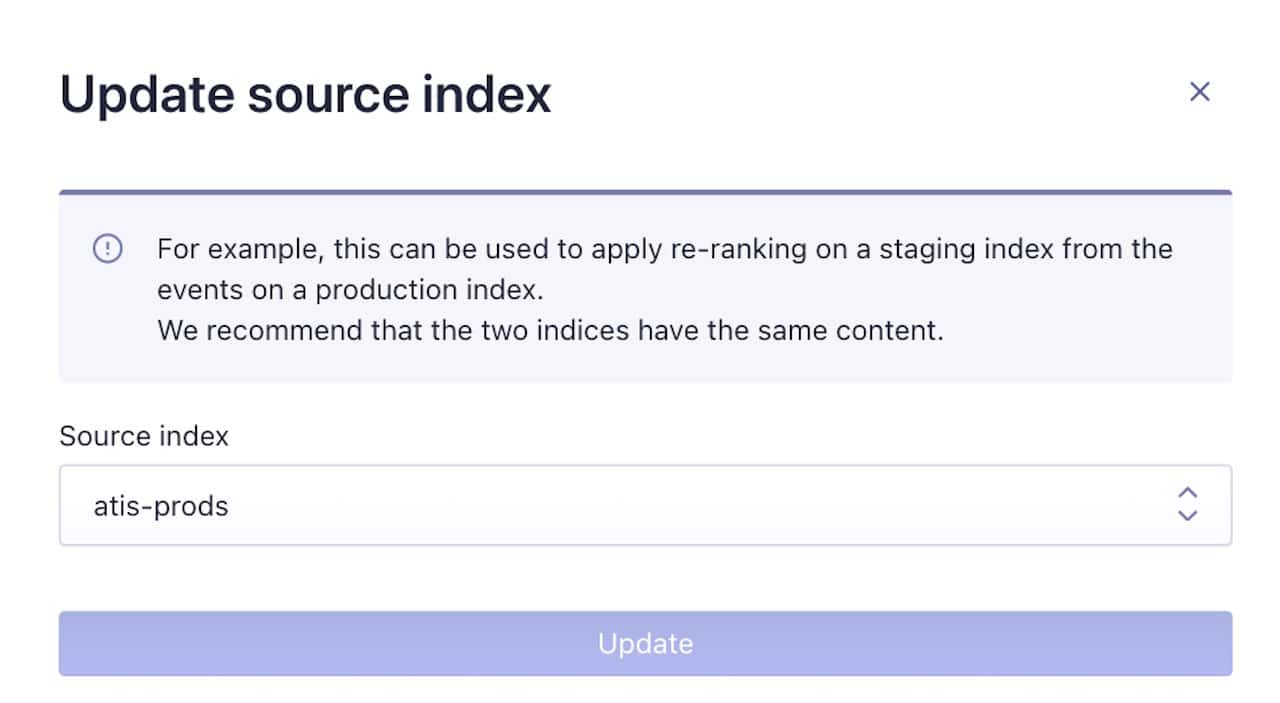 Update source index
For example, this can be used to apply re-ranking on a staging index from the
events on a production index.
We recommend that the two indices have the same content.
Source index
atis-prods
Update